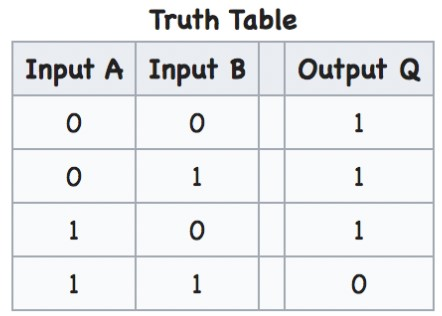 Truth Table
Input A Input B Output Q
0 0 1
0 1 1
1 0 1
1 1 0